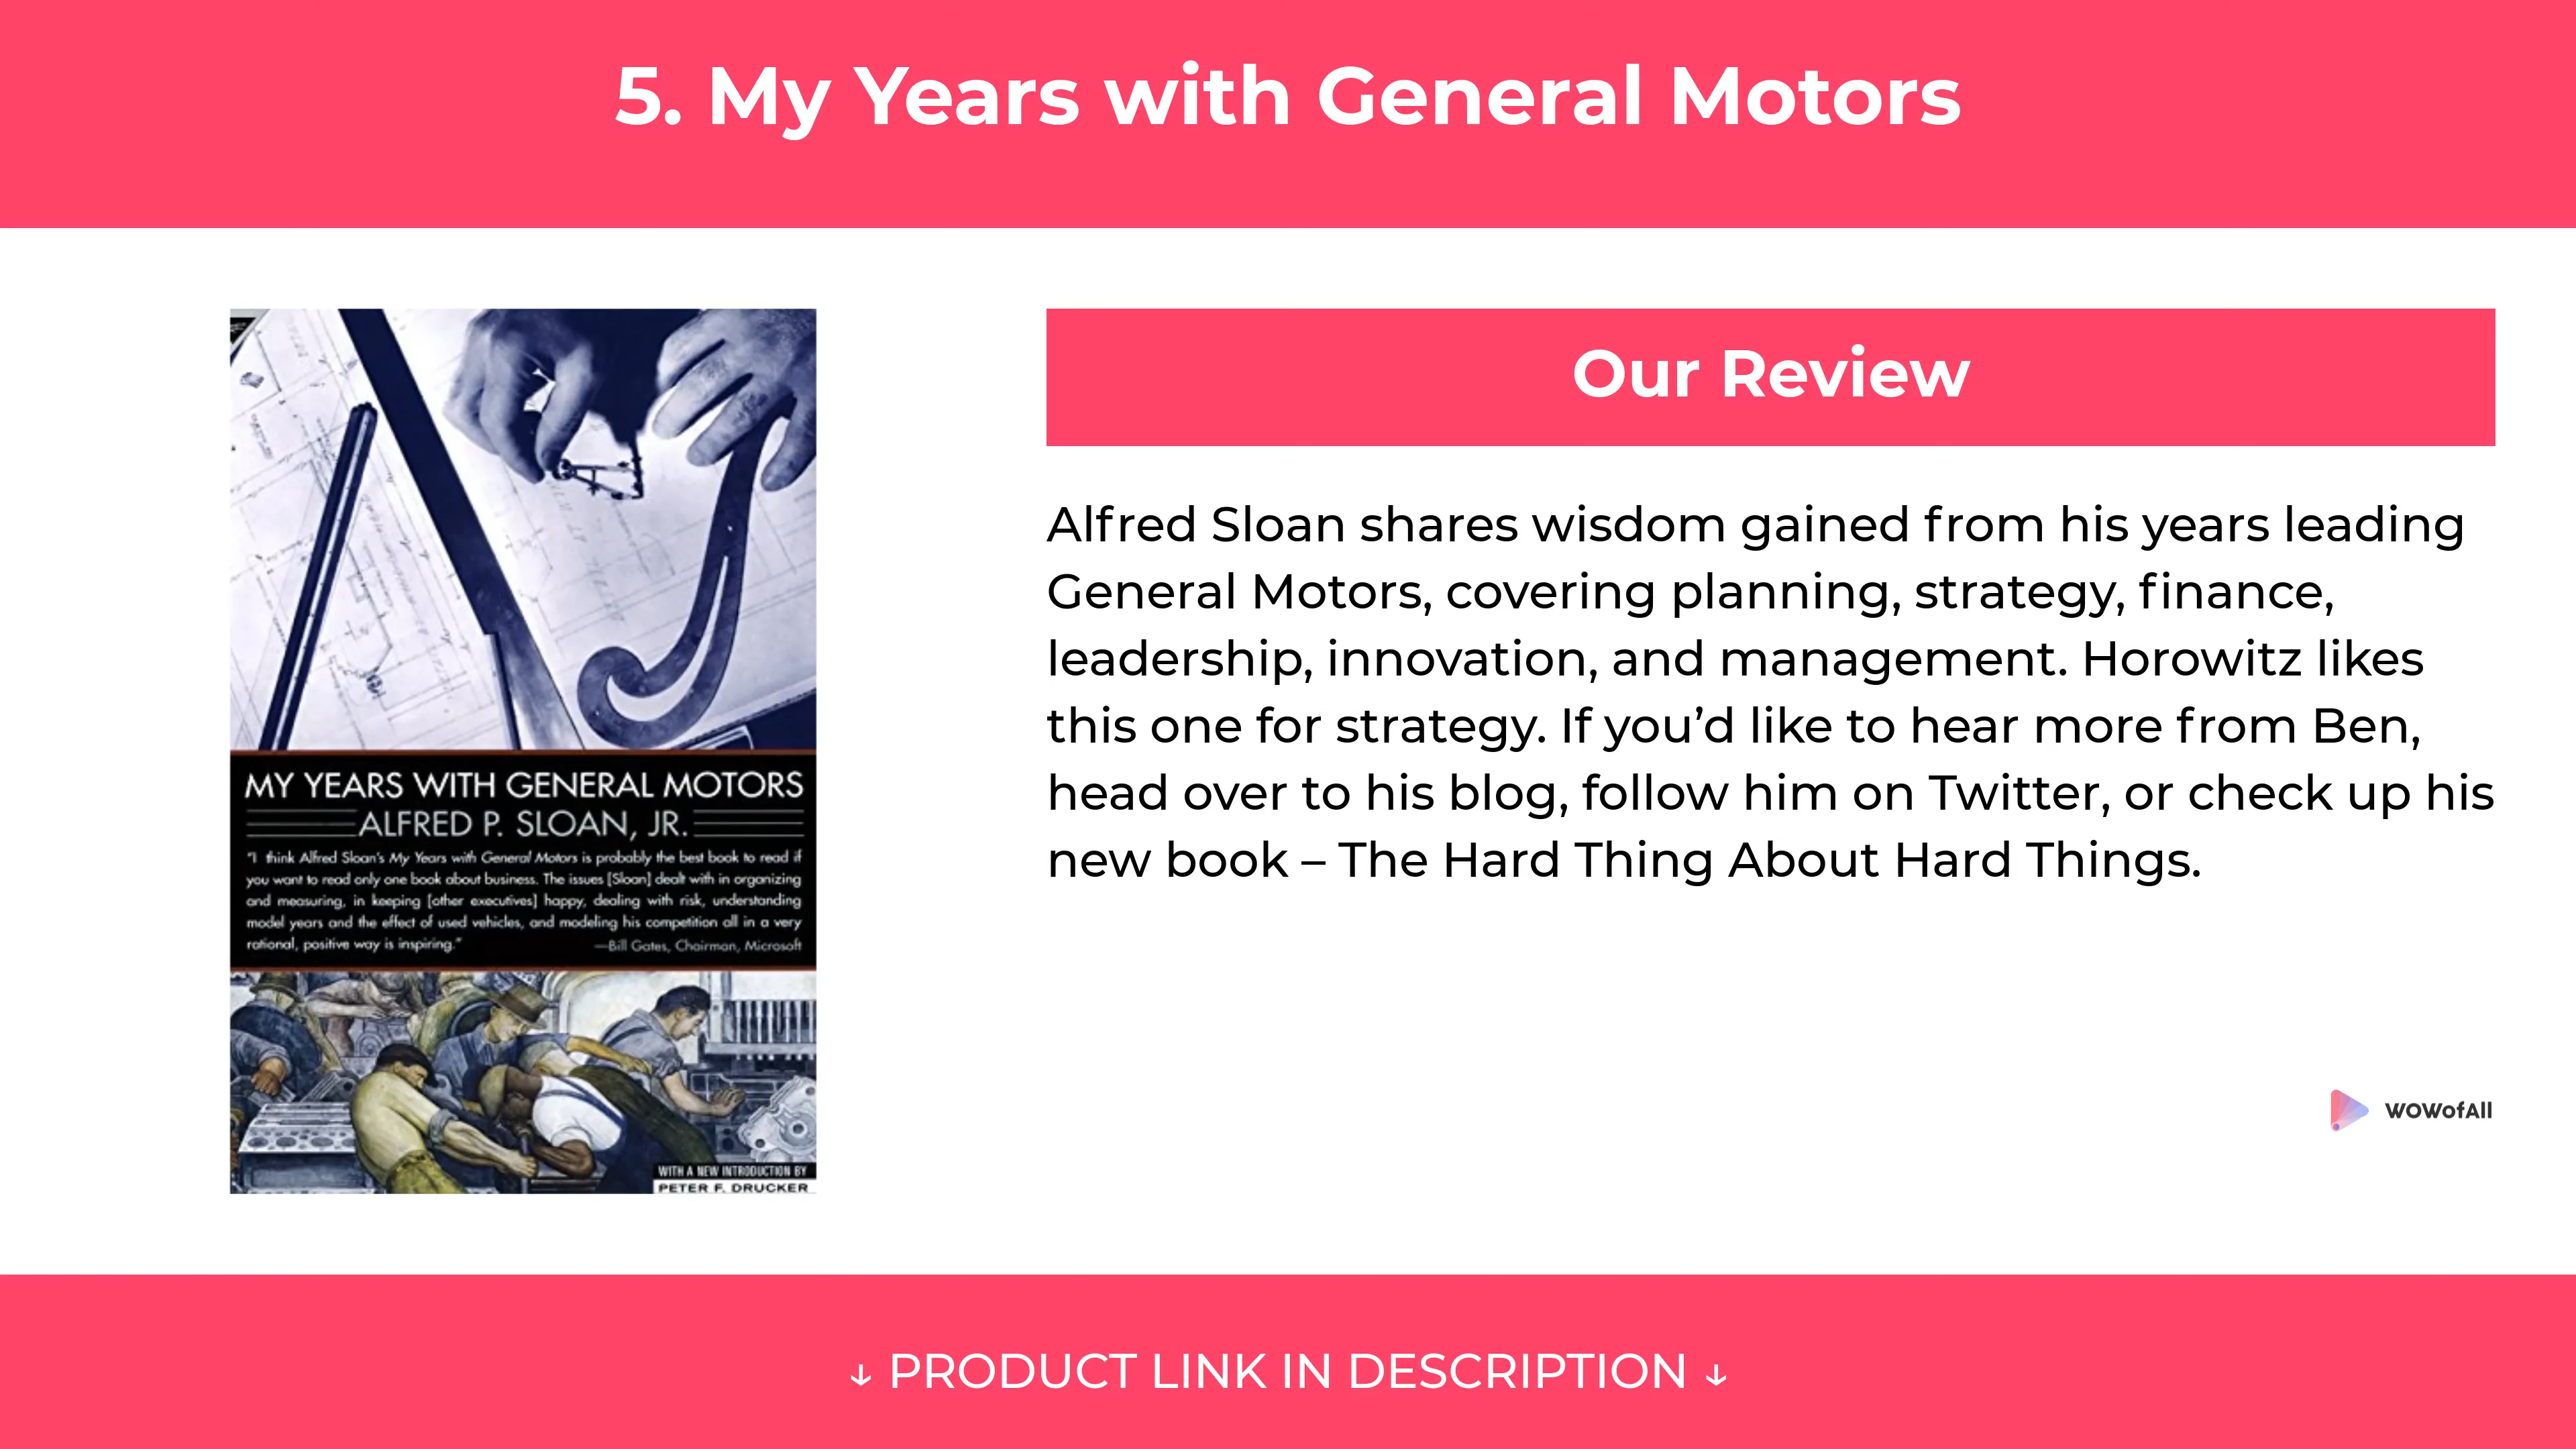 5. My Years with General Motors
MY YEARS WITH GENERAL MOTORS
ALFRED P. SLOAN, JR.
"I think Alfred Sloan's My Years with General Motors is probably the best book to read if
you want to read only one book about business. The issues [Sloan] dealt with in organizing
and measuring, in keeping [other executives] happy, dealing with risk, understanding
model years and the effect of used vehicles, and modeling his competition all in a very
rational, positive way is inspiring."
—Bill Gates, Chairman, Microsoft
WITH A NEW INTRODUCTION BY
PETER F. DRUCKER
Our Review
Alfred Sloan shares wisdom gained from his years leading
General Motors, covering planning, strategy, finance,
leadership, innovation, and management. Horowitz likes
this one for strategy. If you’d like to hear more from Ben,
head over to his blog, follow him on Twitter, or check up his
new book – The Hard Thing About Hard Things.
WOWofAll
↓ PRODUCT LINK IN DESCRIPTION ↓